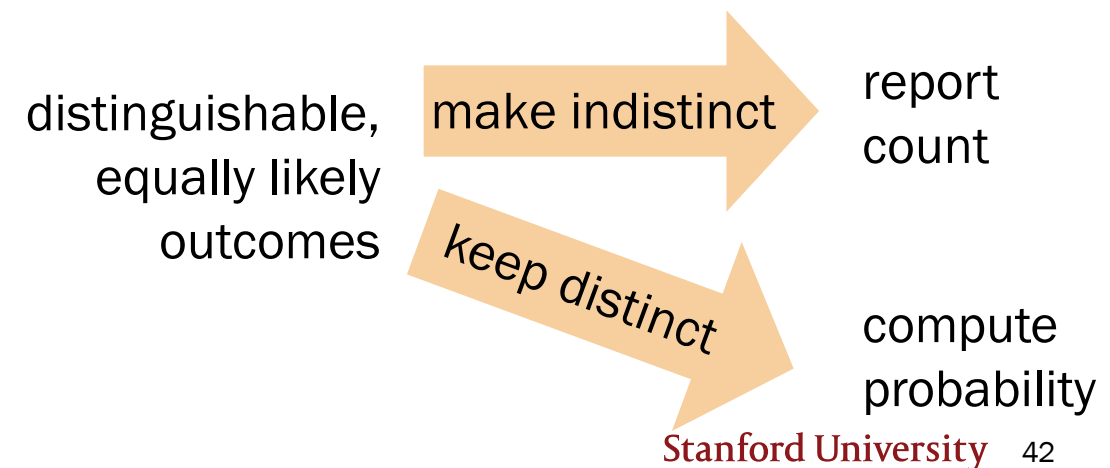 distinguishable,
equally likely
outcomes
make indistinct
report
count
keep distinct
compute
probability
Stanford University 42